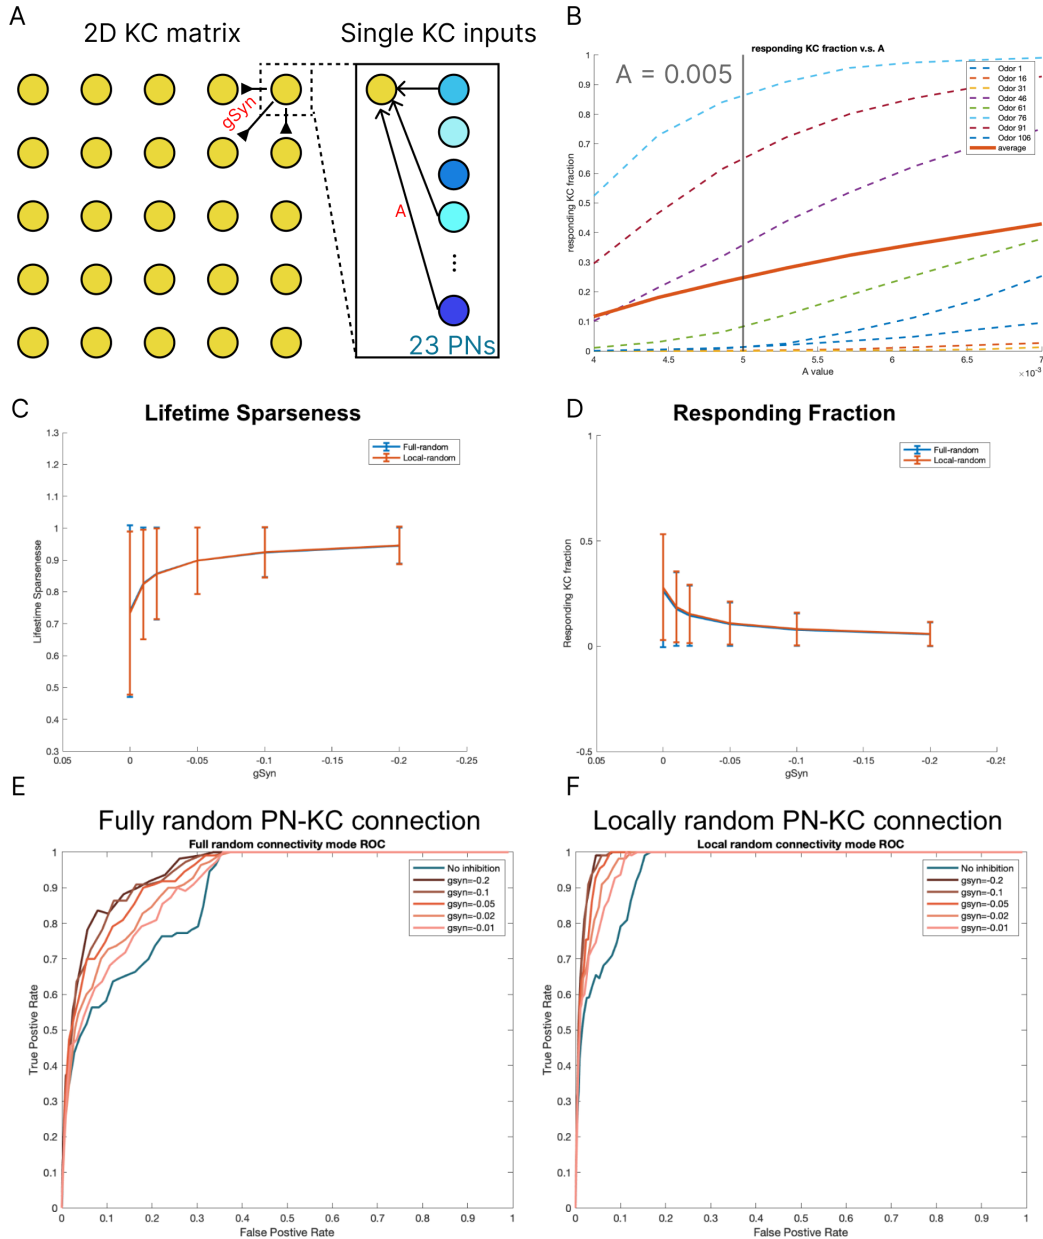 A
2D KC matrix
Single KC inputs
gSyn
A
23 PNs
B
responding KC fraction v.s. A
A = 0.005
Odor 1
Odor 16
Odor 31
Odor 46
Odor 61
Odor 76
Odor 91
Odor 106
average
responding KC fraction
1
0.9
0.8
0.7
0.6
0.5
0.4
0.3
0.2
0.1
0
4
4.5
5
5.5
6
6.5
7
A value
×10⁻³
C
Lifetime Sparseness
Full-random
Local-random
Lifestime Sparsenesse
1.3
1.2
1.1
1
0.9
0.8
0.7
0.6
0.5
0.4
0.3
0.05
0
-0.05
-0.1
-0.15
-0.2
-0.25
gSyn
D
Responding Fraction
Full-random
Local-random
Responding KC fraction
1
0.5
0
-0.5
0.05
0
-0.05
-0.1
-0.15
-0.2
gSyn
E
Fully random PN-KC connection
Full random connectivity mode ROC
No inhibition
gsyn=-0.2
gsyn=-0.1
gsyn=-0.05
gsyn=-0.02
gsyn=-0.01
True Postive Rate
1
0.9
0.8
0.7
0.6
0.5
0.4
0.3
0.2
0.1
0
0
0.1
0.2
0.3
0.4
0.5
0.6
0.7
0.8
0.9
1
False Postive Rate
F
Locally random PN-KC connection
Local random connectivity mode ROC
No inhibition
gsyn=-0.2
gsyn=-0.1
gsyn=-0.05
gsyn=-0.02
gsyn=-0.01
True Postive Rate
1
0.9
0.8
0.7
0.6
0.5
0.4
0.3
0.2
0.1
0
0
0.1
0.2
0.3
0.4
0.5
0.6
0.7
0.8
0.9
1
False Postive Rate